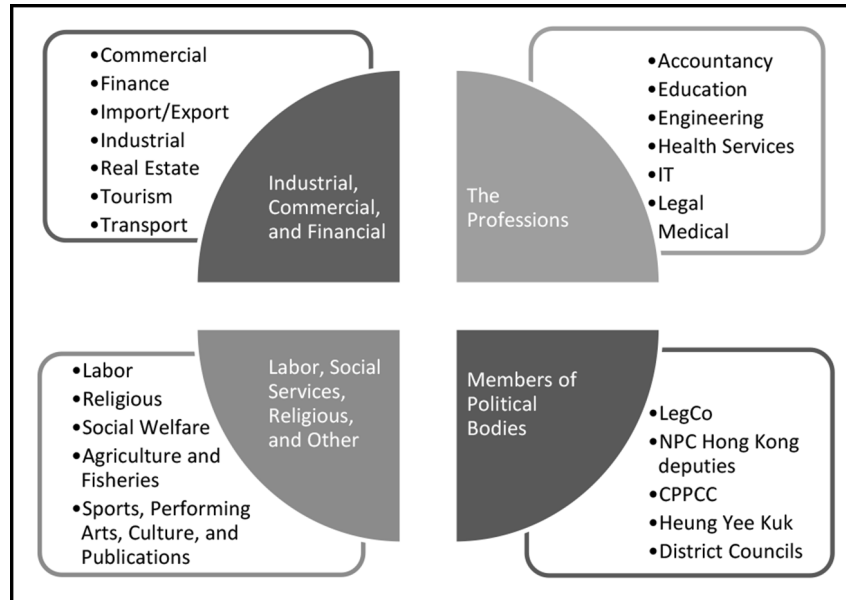 •Commercial
•Finance
•Import/Export
•Industrial
•Real Estate
•Tourism
•Transport
Industrial,
Commercial,
and Financial
The
Professions
•Accountancy
•Education
•Engineering
•Health Services
•IT
•Legal
Medical
•Labor
•Religious
•Social Welfare
•Agriculture and
Fisheries
•Sports, Performing
Arts, Culture, and
Publications
Labor, Social
Services,
Religious,
and Other
Members of
Political
Bodies
•LegCo
•NPC Hong Kong
deputies
•CPPCC
•Heung Yee Kuk
•District Councils